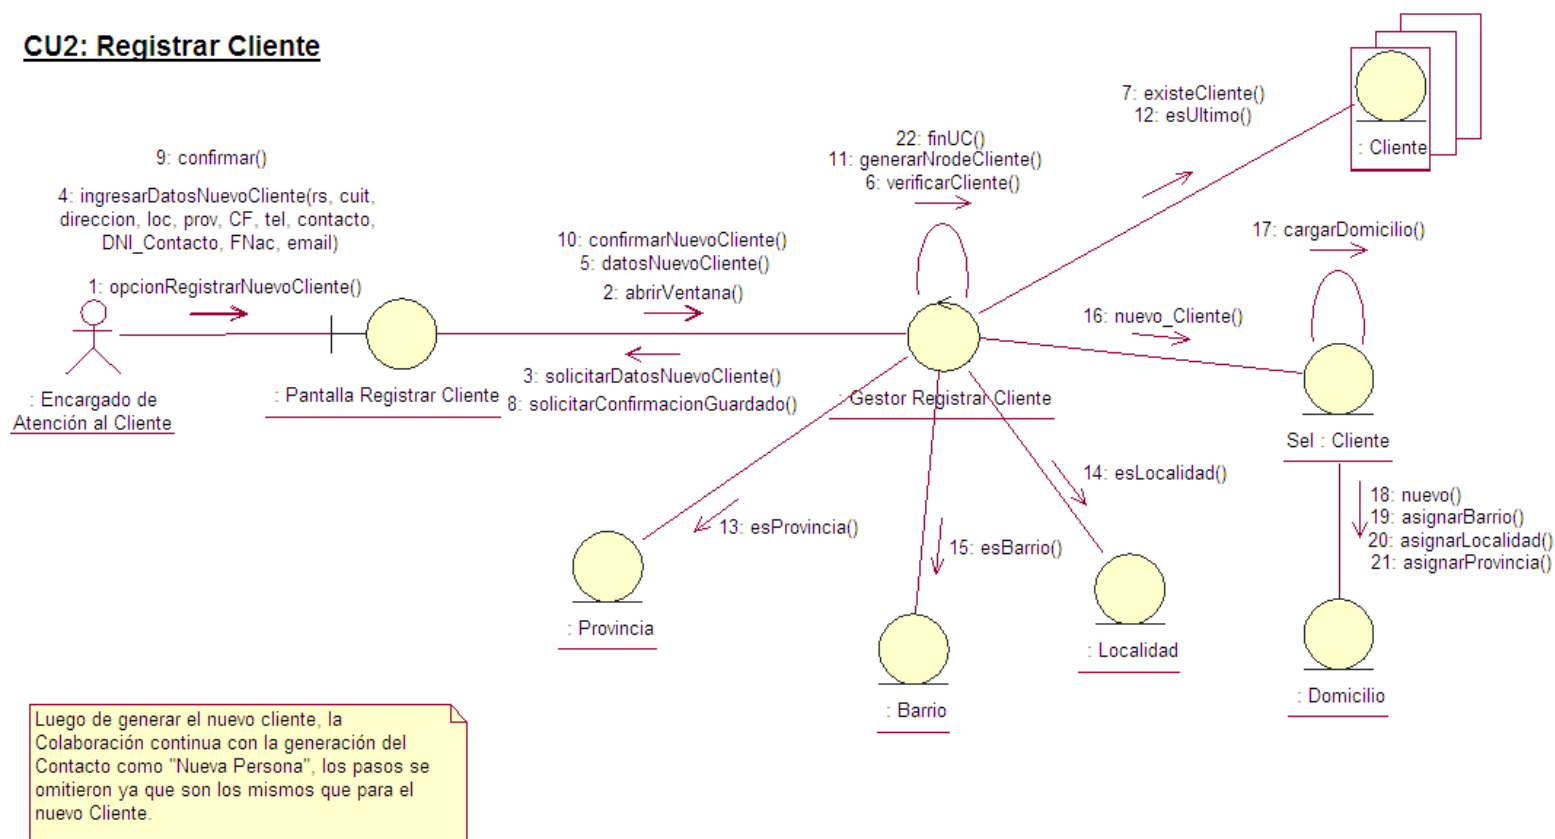 CU2: Registrar Cliente
9: confirmar()
4: ingresarDatosNuevoCliente(rs, cuit,
direccion, loc, prov, CF, tel, contacto,
DNI_Contacto, FNac, email)
1: opcionRegistrarNuevoCliente()
: Encargado de
Atención al Cliente
: Pantalla Registrar Cliente
10: confirmarNuevoCliente()
5: datosNuevoCliente()
2: abrirVentana()
3: solicitarDatosNuevoCliente()
8: solicitarConfirmacionGuardado()
22: finUC()
11: generarNrodeCliente()
6: verificarCliente()
: Gestor Registrar Cliente
7: existeCliente()
12: esUltimo()
: Cliente
17: cargarDomicilio()
16: nuevo_Cliente()
Sel : Cliente
14: esLocalidad()
13: esProvincia()
15: esBarrio()
18: nuevo()
19: asignarBarrio()
20: asignarLocalidad()
21: asignarProvincia()
: Provincia
: Localidad
: Barrio
: Domicilio
Luego de generar el nuevo cliente, la
Colaboración continua con la generación del
Contacto como "Nueva Persona", los pasos se
omitieron ya que son los mismos que para el
nuevo Cliente.